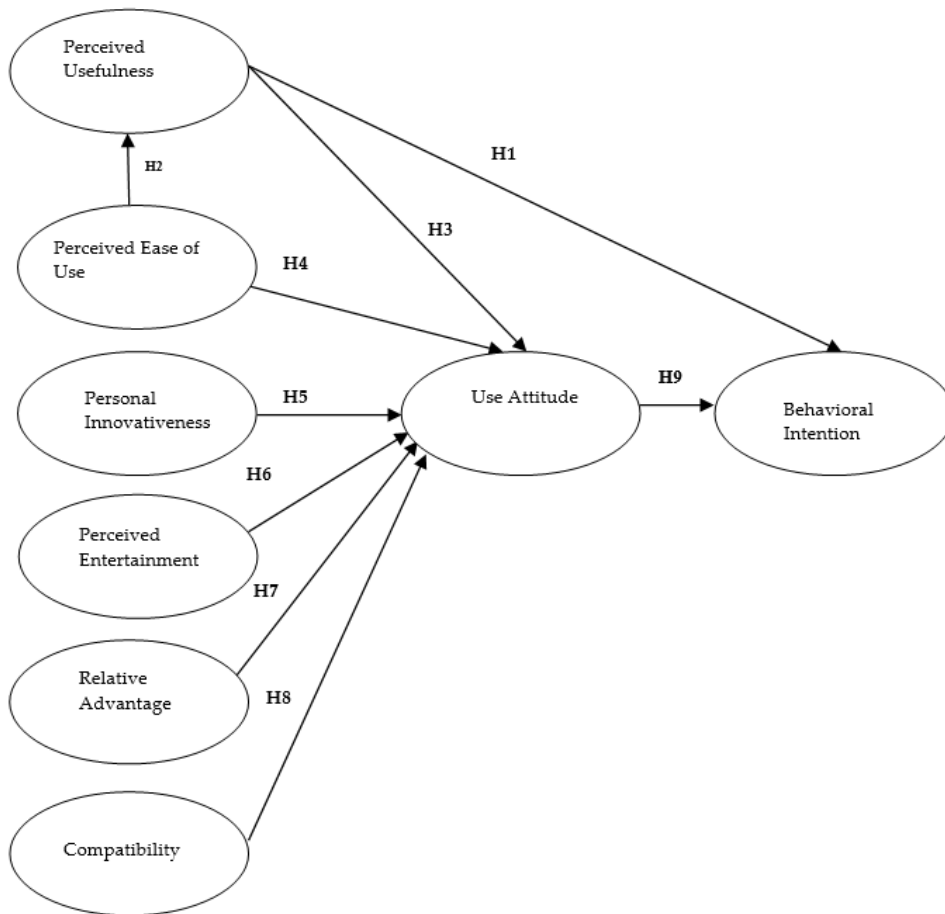 Perceived
Usefulness
H1
H2
H3
Perceived Ease of
Use
H4
Personal
Innovativeness
H5
Use Attitude
H9
Behavioral
Intention
H6
Perceived
Entertainment
H7
Relative
Advantage
H8
Compatibility